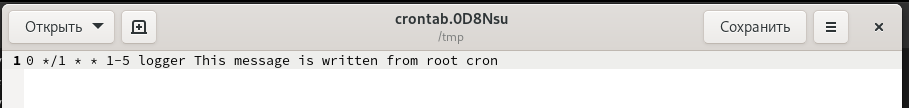 Открыть
crontab.0D8Nsu
/tmp
Сохранить
1 0 */1 * * 1-5 logger This message is written from root cron